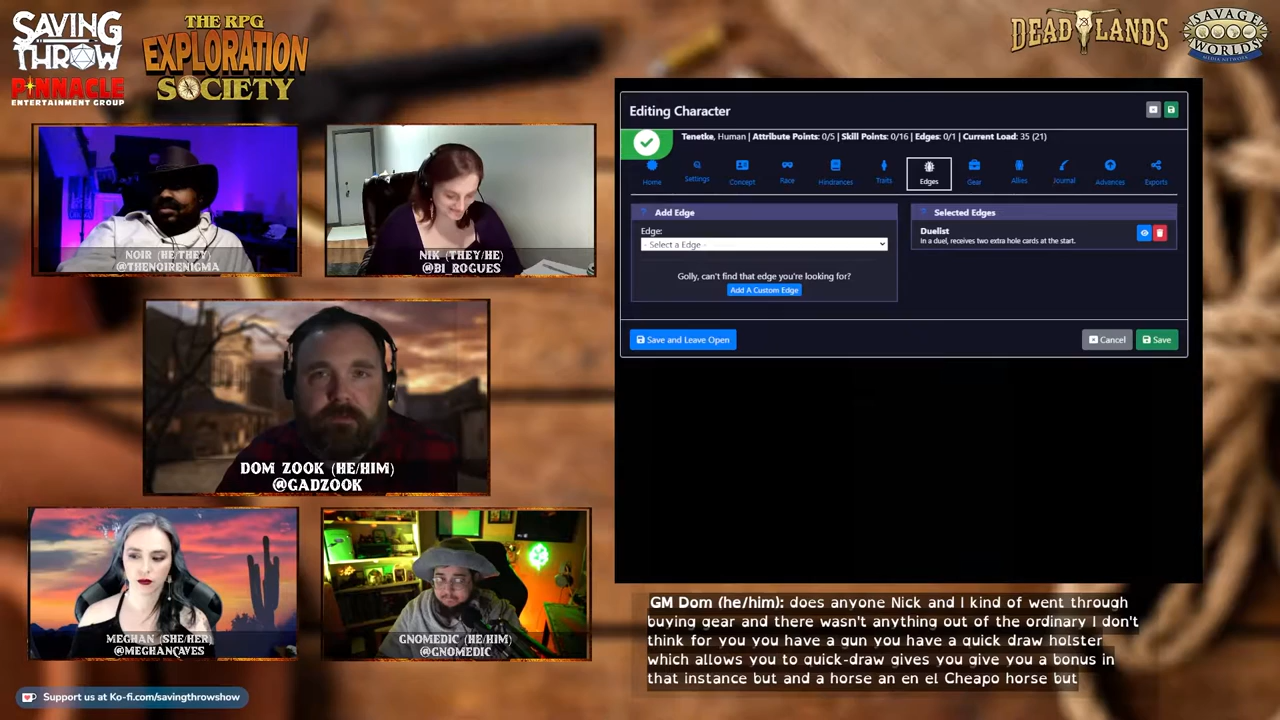 SAVING
THROW
PINNACLE
ENTERTAINMENT GROUP
THE RPG
EXPLORATION
SOCIETY
DEADLANDS
SAVAGE
WORLDS
MEDIA NETWORK
NOIR (HE/THEY)
@THENOIRENIGMA
NIK (THEY/HE)
@BI_ROGUES
DOM ZOOK (HE/HIM)
@GADZOOK
MEGHAN (SHE/HER)
@MEGHANCAVES
GNOMEDIC (HE/HIM)
@GNOMEDIC
Support us at Ko-fi.com/savingthrowshow
Editing Character
Tenetke, Human | Attribute Points: 0/5 | Skill Points: 0/16 | Edges: 0/1 | Current Load: 35 (21)
Home Settings Concept Race Hindrances Traits Edges Gear Allies Journal Advances Exports
Add Edge
Edge:
- Select a Edge -
Golly, can't find that edge you're looking for?
Add A Custom Edge
Selected Edges
Duelist
In a duel, receives two extra hole cards at the start.
Save and Leave Open
Cancel
Save
GM Dom (he/him): does anyone Nick and I kind of went through
buying gear and there wasn't anything out of the ordinary I don't
think for you you have a gun you have a quick draw holster
which allows you to quick-draw gives you give you a bonus in
that instance but and a horse an en el Cheapo horse but